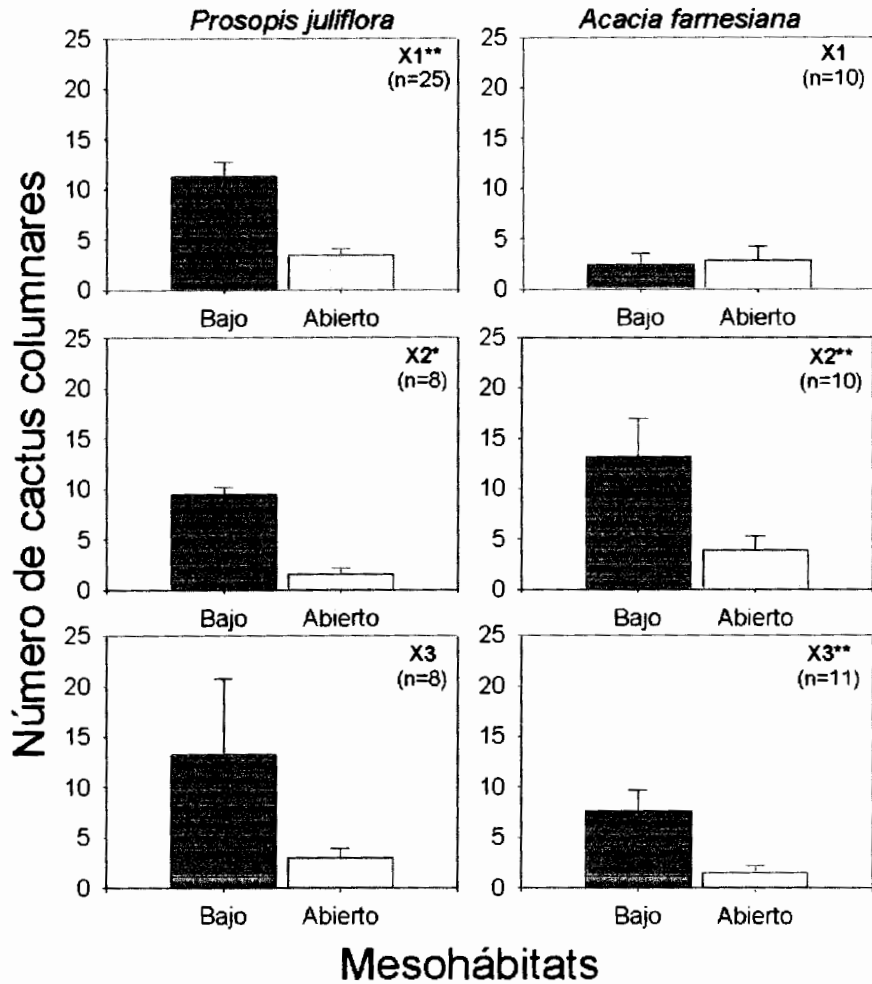 Prosopis juliflora
Acacia farnesiana
Número de cactus columnares
25
20
15
10
5
0
X1**
(n=25)
Bajo Abierto
25
20
15
10
5
0
X1
(n=10)
Bajo Abierto
25
20
15
10
5
0
X2*
(n=8)
Bajo Abierto
25
20
15
10
5
0
X2**
(n=10)
Bajo Abierto
25
20
15
10
5
0
X3
(n=8)
Bajo Abierto
25
20
15
10
5
0
X3**
(n=11)
Bajo Abierto
Mesohábitats